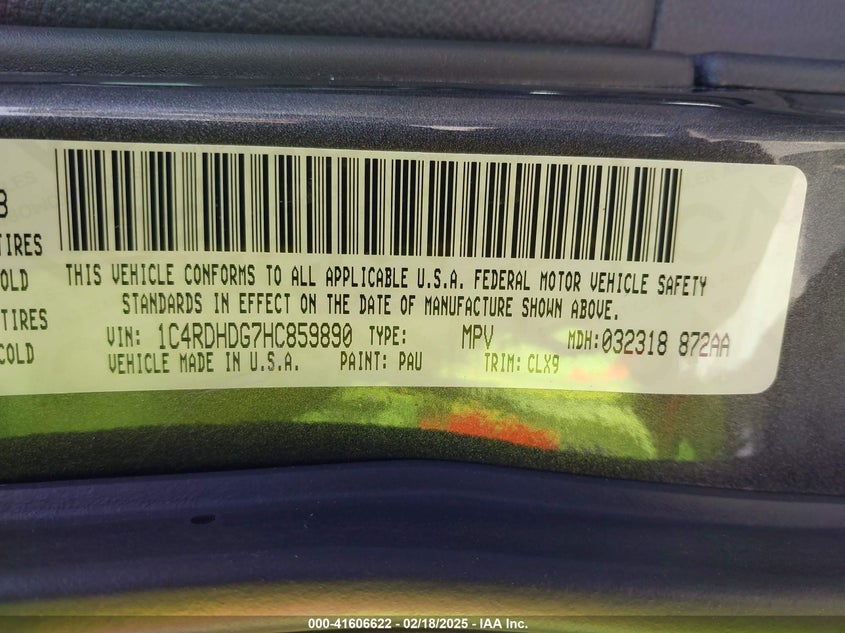 TIRES
OLD
TIRES
COLD
THIS VEHICLE CONFORMS TO ALL APPLICABLE U.S.A. FEDERAL MOTOR VEHICLE SAFETY
STANDARDS IN EFFECT ON THE DATE OF MANUFACTURE SHOWN ABOVE.
VIN: 1C4RDHDG7HC859890 TYPE: MPV MDH: 032318 872AA
VEHICLE MADE IN U.S.A. PAINT: PAU TRIM: CLX9
000-41606622 - 02/18/2025 - IAA Inc.